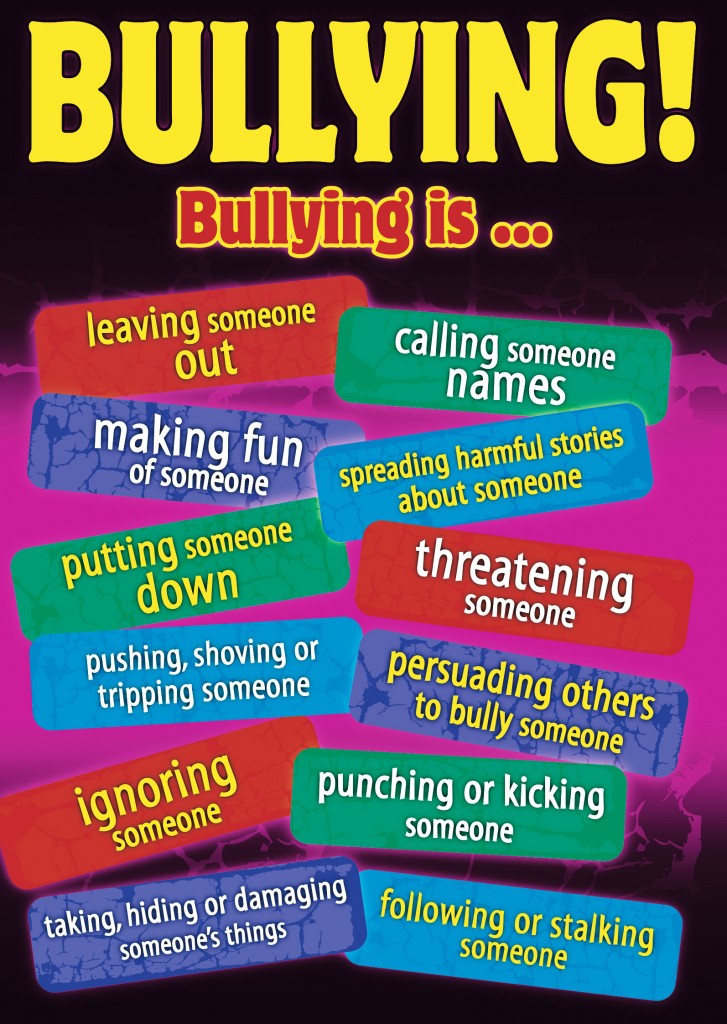 BULLYING!
Bullying is ...
leaving someone
out
calling someone
names
making fun
of someone
spreading harmful stories
about someone
putting someone
down
threatening
someone
pushing, shoving or
tripping someone
persuading others
to bully someone
ignoring
someone
punching or kicking
someone
taking, hiding or damaging
someone's things
following or stalking
someone